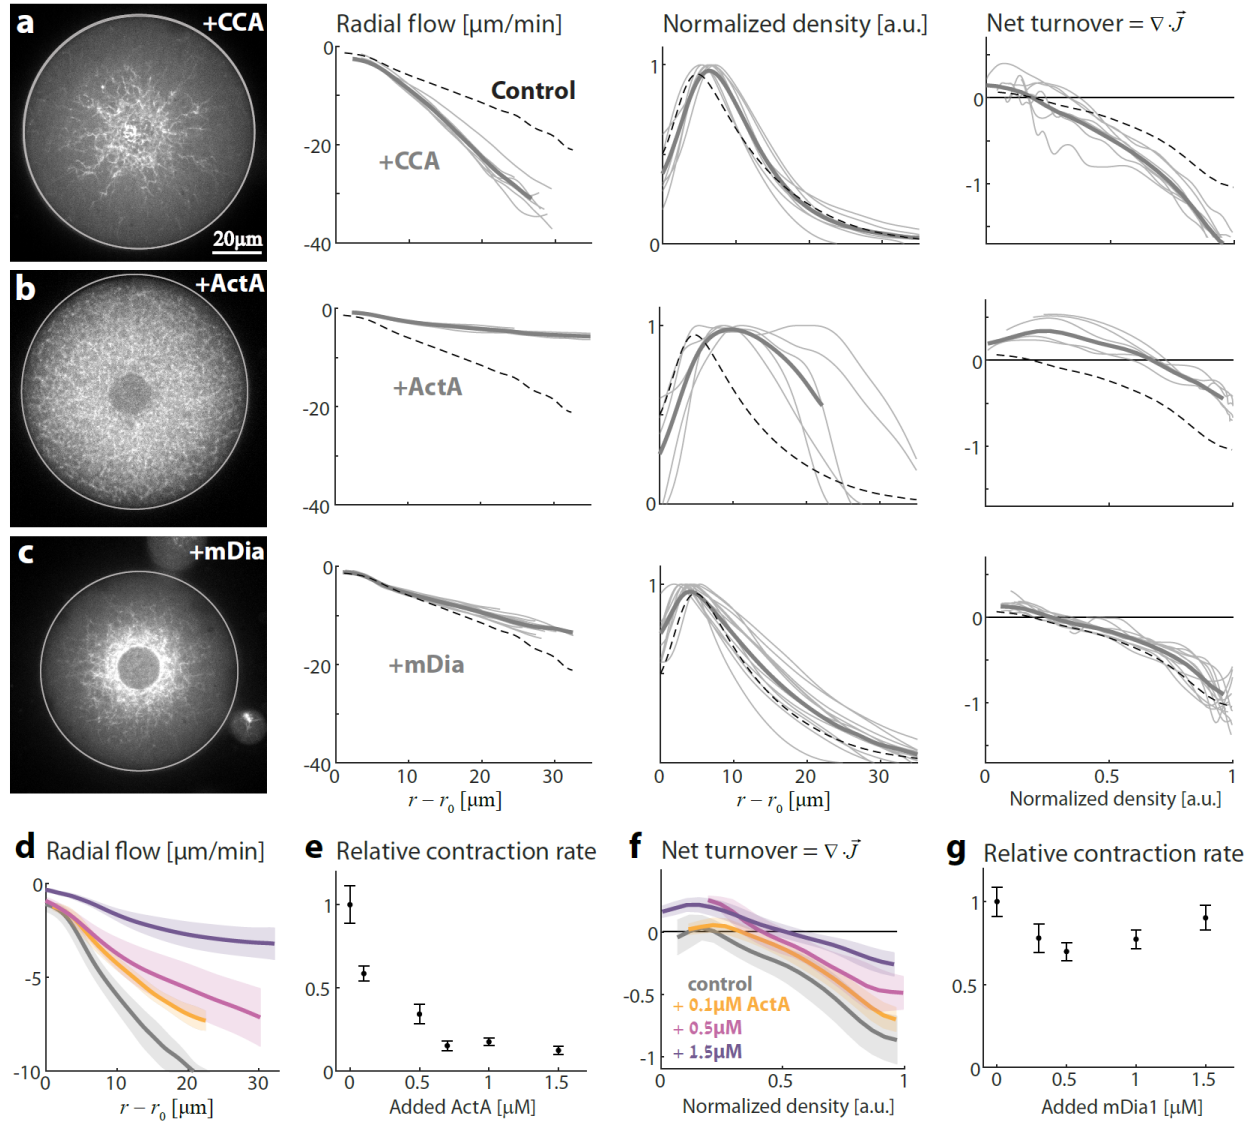 a
+CCA
20µm
Radial flow [µm/min]
0
-20
-40
Control
+CCA
Normalized density [a.u.]
1
0
Net turnover = ∇·J⃗
0
-1
b
+ActA
0
-20
-40
+ActA
1
0
0
-1
c
+mDia
0
-20
-40
+mDia
0 10 20 30
r − r₀ [µm]
1
0
0 10 20 30
r − r₀ [µm]
0
-1
0 0.5 1
Normalized density [a.u.]
d
Radial flow [µm/min]
0
-5
-10
0 10 20 30
r − r₀ [µm]
e
Relative contraction rate
1
0.5
0
0 0.5 1 1.5
Added ActA [µM]
f
Net turnover = ∇·J⃗
0
-0.5
-1
control
+ 0.1µM ActA
+ 0.5µM
+ 1.5µM
0 0.5 1
Normalized density [a.u.]
g
Relative contraction rate
1
0.5
0
0 0.5 1 1.5
Added mDia1 [µM]